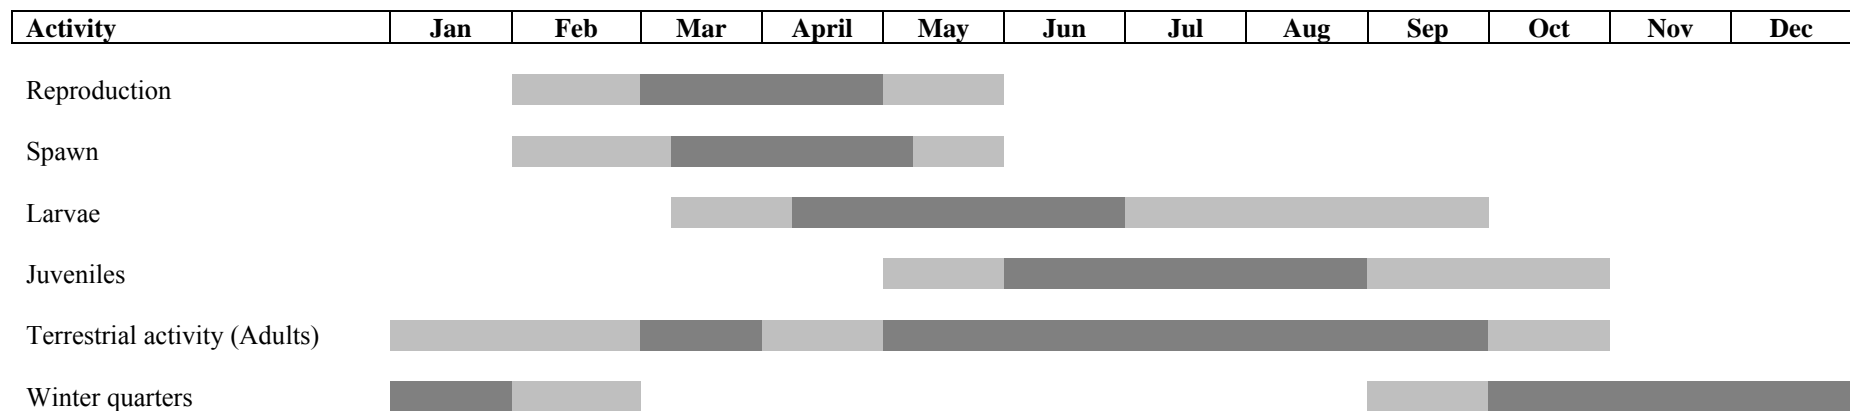 Activity Jan Feb Mar April May Jun Jul Aug Sep Oct Nov Dec
Reproduction
Spawn
Larvae
Juveniles
Terrestrial activity (Adults)
Winter quarters